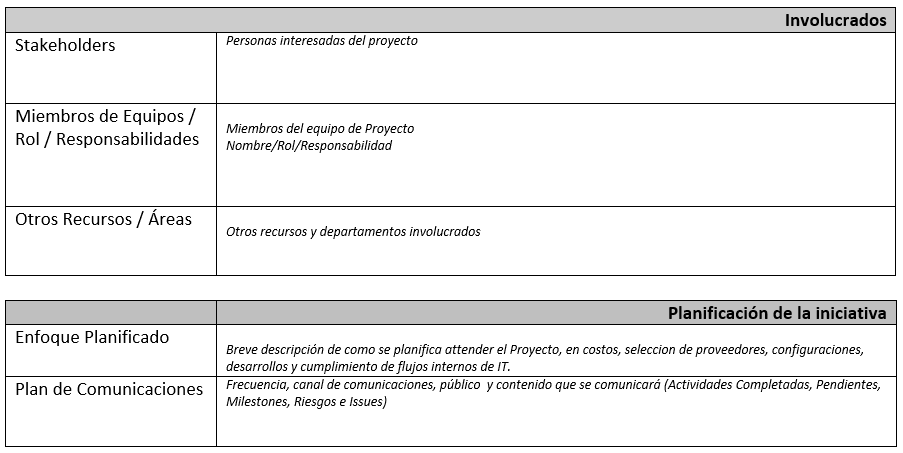 Involucrados
Stakeholders
Personas interesadas del proyecto
Miembros de Equipos /
Rol / Responsabilidades
Miembros del equipo de Proyecto
Nombre/Rol/Responsabilidad
Otros Recursos / Áreas
Otros recursos y departamentos involucrados
Planificación de la iniciativa
Enfoque Planificado
Breve descripción de como se planifica attender el Proyecto, en costos, seleccion de proveedores, configuraciones,
desarrollos y cumplimiento de flujos internos de IT.
Plan de Comunicaciones
Frecuencia, canal de comunicaciones, público y contenido que se comunicará (Actividades Completadas, Pendientes,
Milestones, Riesgos e Issues)